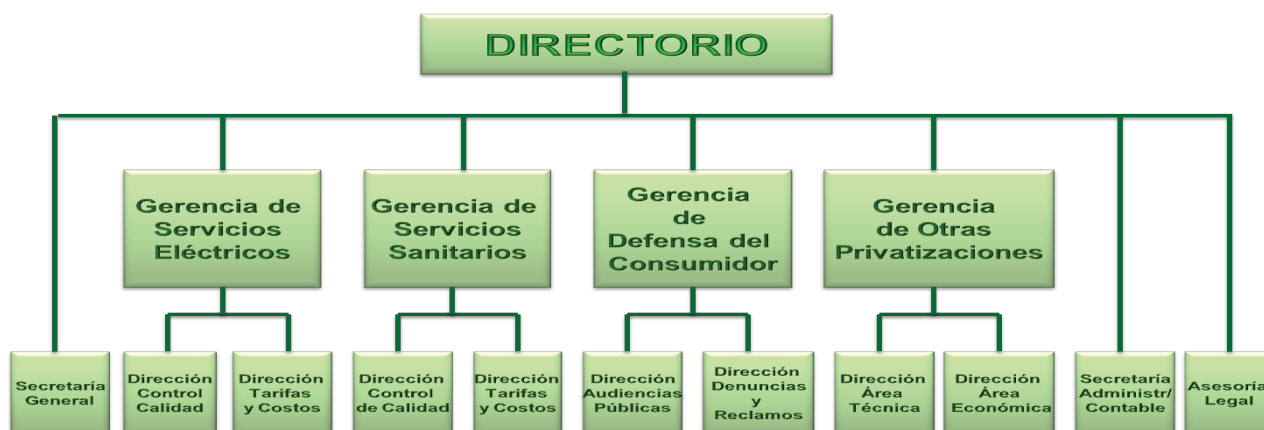 DIRECTORIO
Gerencia de
Servicios
Eléctricos
Gerencia de
Servicios
Sanitarios
Gerencia
de
Defensa del
Consumidor
Gerencia
de Otras
Privatizaciones
Secretaría
General
Dirección
Control
Calidad
Dirección
Tarifas
y Costos
Dirección
Control
de Calidad
Dirección
Tarifas
y Costos
Dirección
Audiencias
Públicas
Dirección
Denuncias
y
Reclamos
Dirección
Área
Técnica
Dirección
Área
Económica
Secretaría
Administr/
Contable
Asesoría
Legal